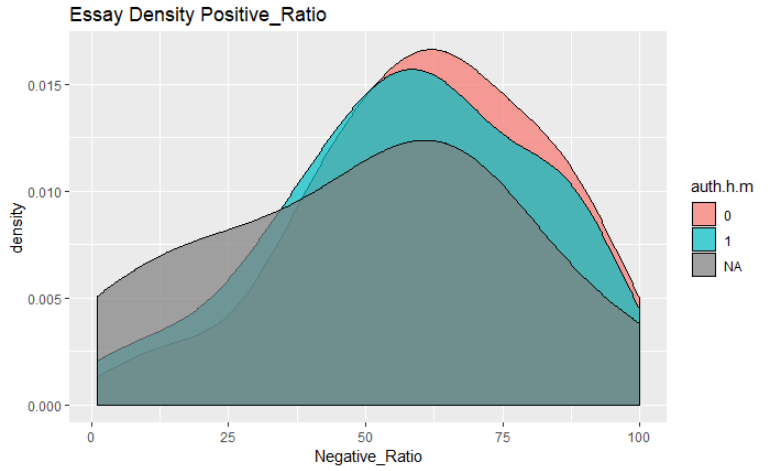 Essay Density Positive_Ratio
0.015
0.010
0.005
0.000
density
0 25 50 75 100
Negative_Ratio
auth.h.m
0
1
NA